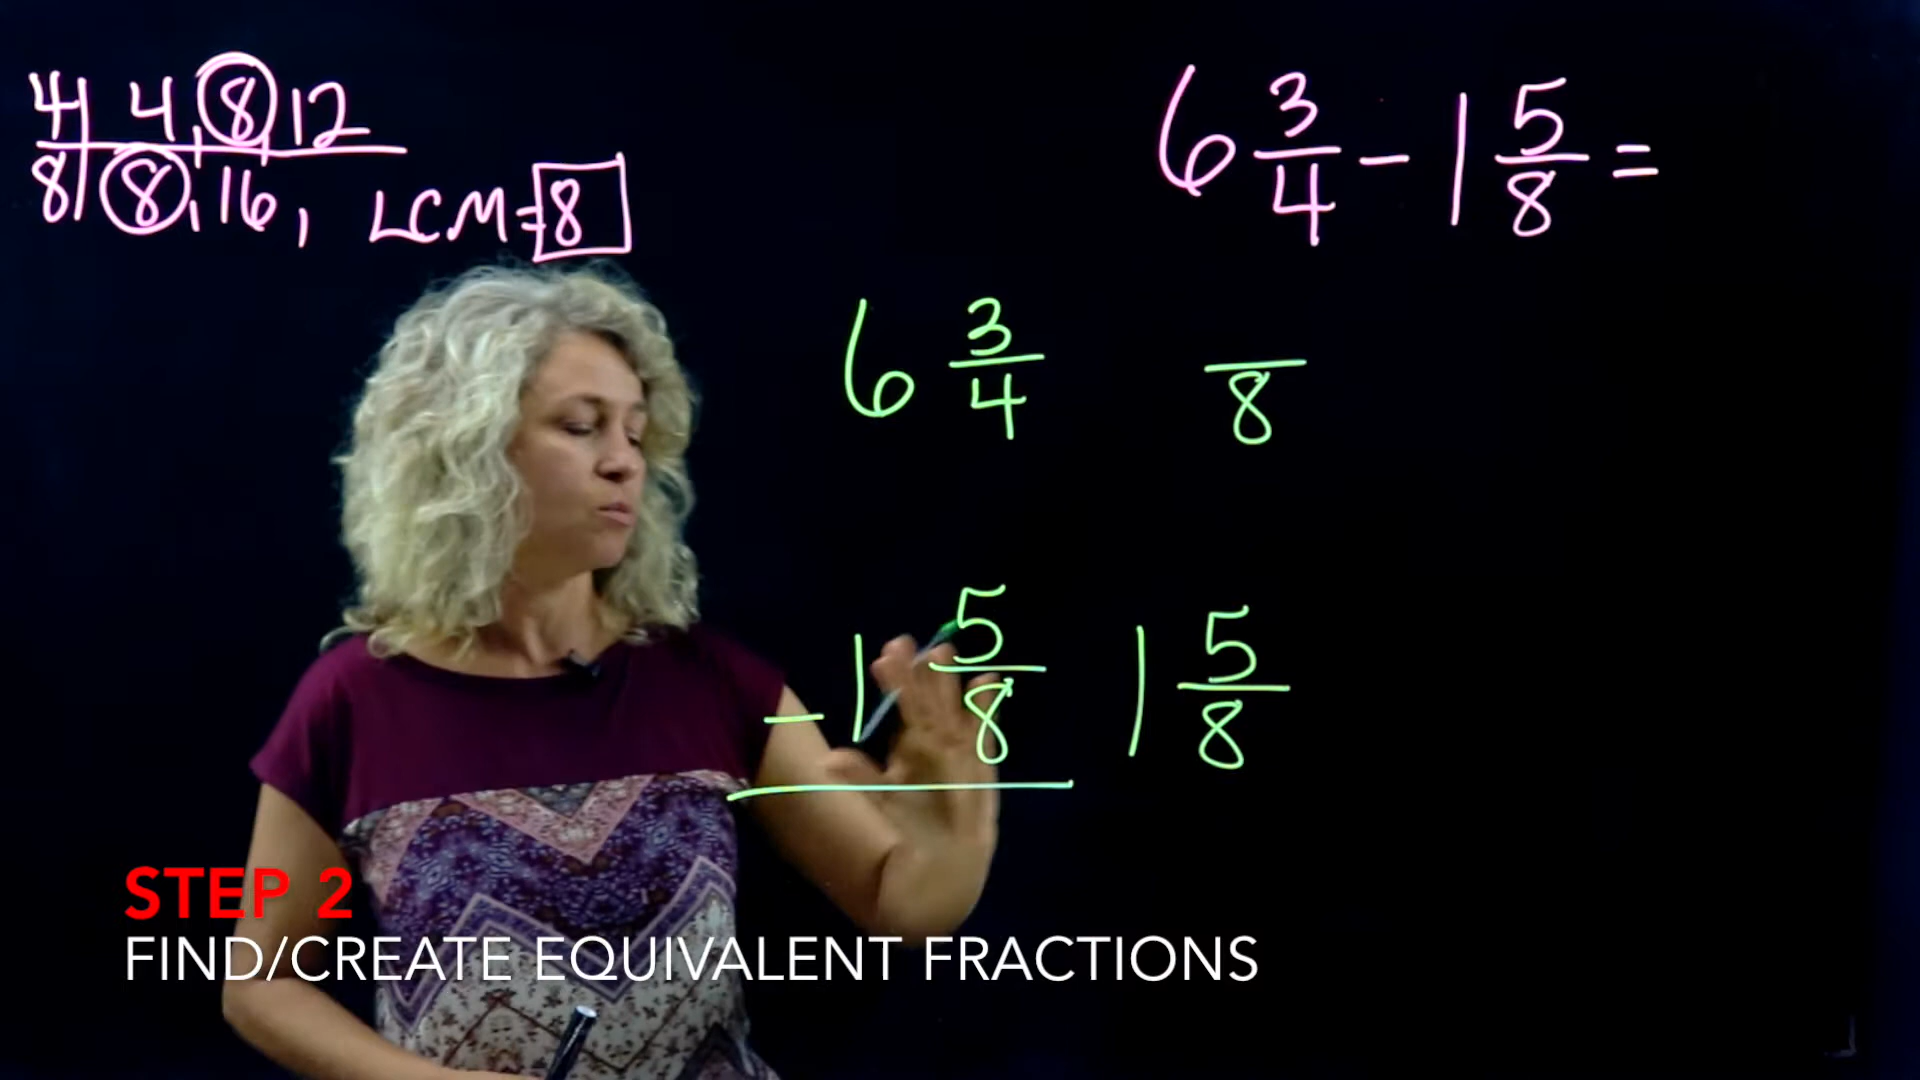 4| 4, 8, 12
8| 8, 16, LCM = 8
6 3/4 - 1 5/8 =
6 3/4 /8
- 1 5/8 1 5/8
STEP 2
FIND/CREATE EQUIVALENT FRACTIONS